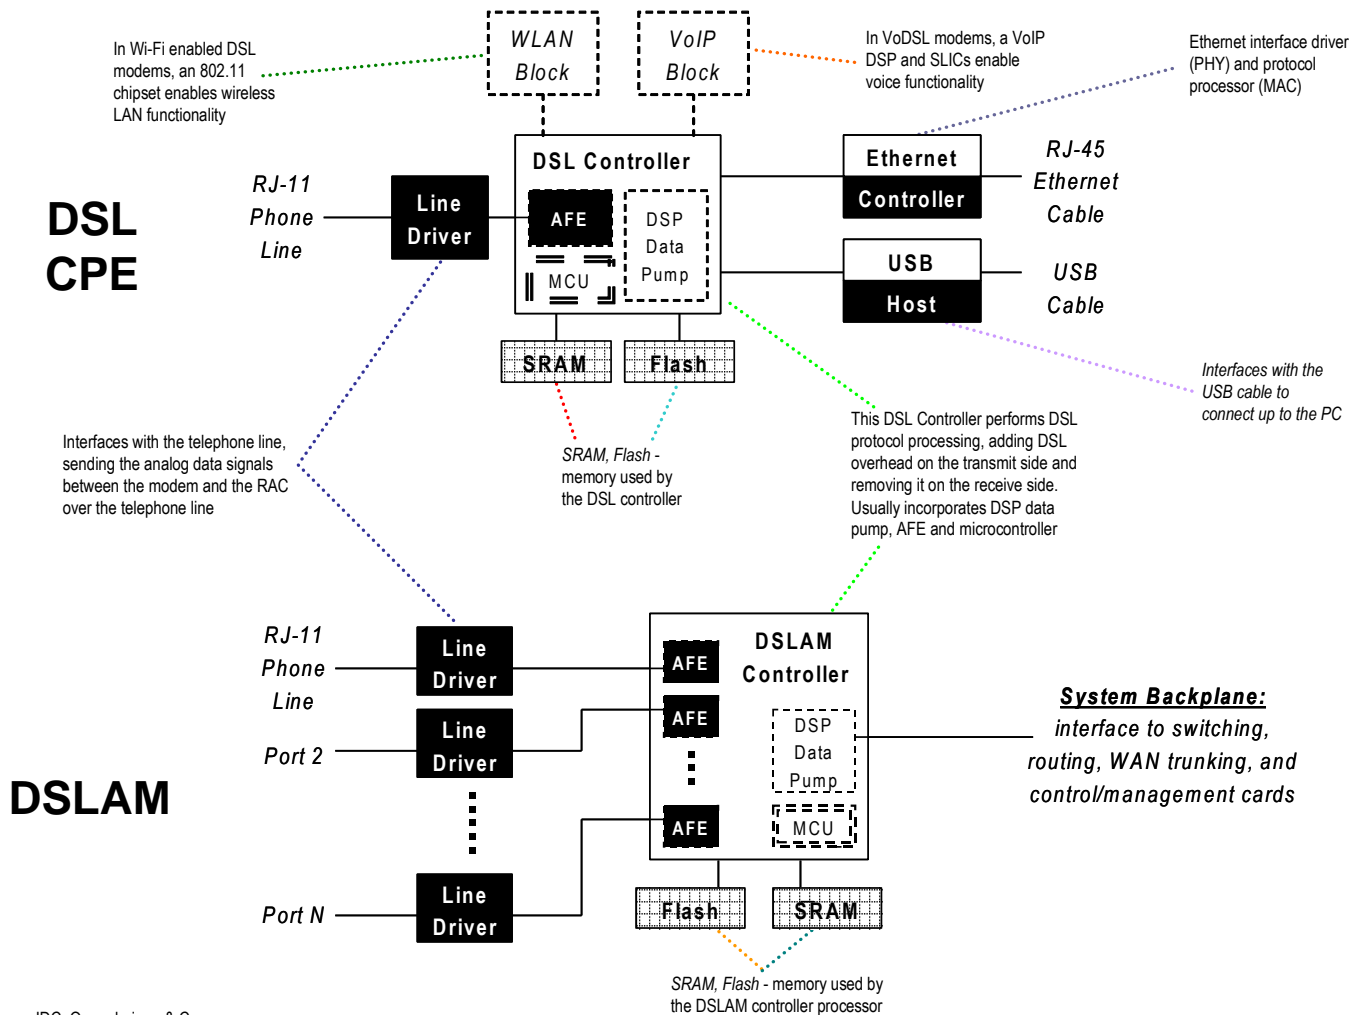 In Wi-Fi enabled DSL
modems, an 802.11
chipset enables wireless
LAN functionality
WLAN
Block
VoIP
Block
In VoDSL modems, a VoIP
DSP and SLICs enable
voice functionality
Ethernet interface driver
(PHY) and protocol
processor (MAC)
DSL
CPE
RJ-11
Phone
Line
Line
Driver
DSL Controller
AFE
MCU
DSP
Data
Pump
Ethernet
Controller
RJ-45
Ethernet
Cable
USB
Host
USB
Cable
SRAM
Flash
Interfaces with the
USB cable to
connect up to the PC
Interfaces with the telephone line,
sending the analog data signals
between the modem and the RAC
over the telephone line
SRAM, Flash -
memory used by
the DSL controller
This DSL Controller performs DSL
protocol processing, adding DSL
overhead on the transmit side and
removing it on the receive side.
Usually incorporates DSP data
pump, AFE and microcontroller
DSLAM
RJ-11
Phone
Line
Line
Driver
Port 2
Line
Driver
Port N
Line
Driver
AFE
AFE
AFE
DSLAM
Controller
DSP
Data
Pump
MCU
System Backplane:
interface to switching,
routing, WAN trunking, and
control/management cards
Flash
SRAM
SRAM, Flash - memory used by
the DSLAM controller processor